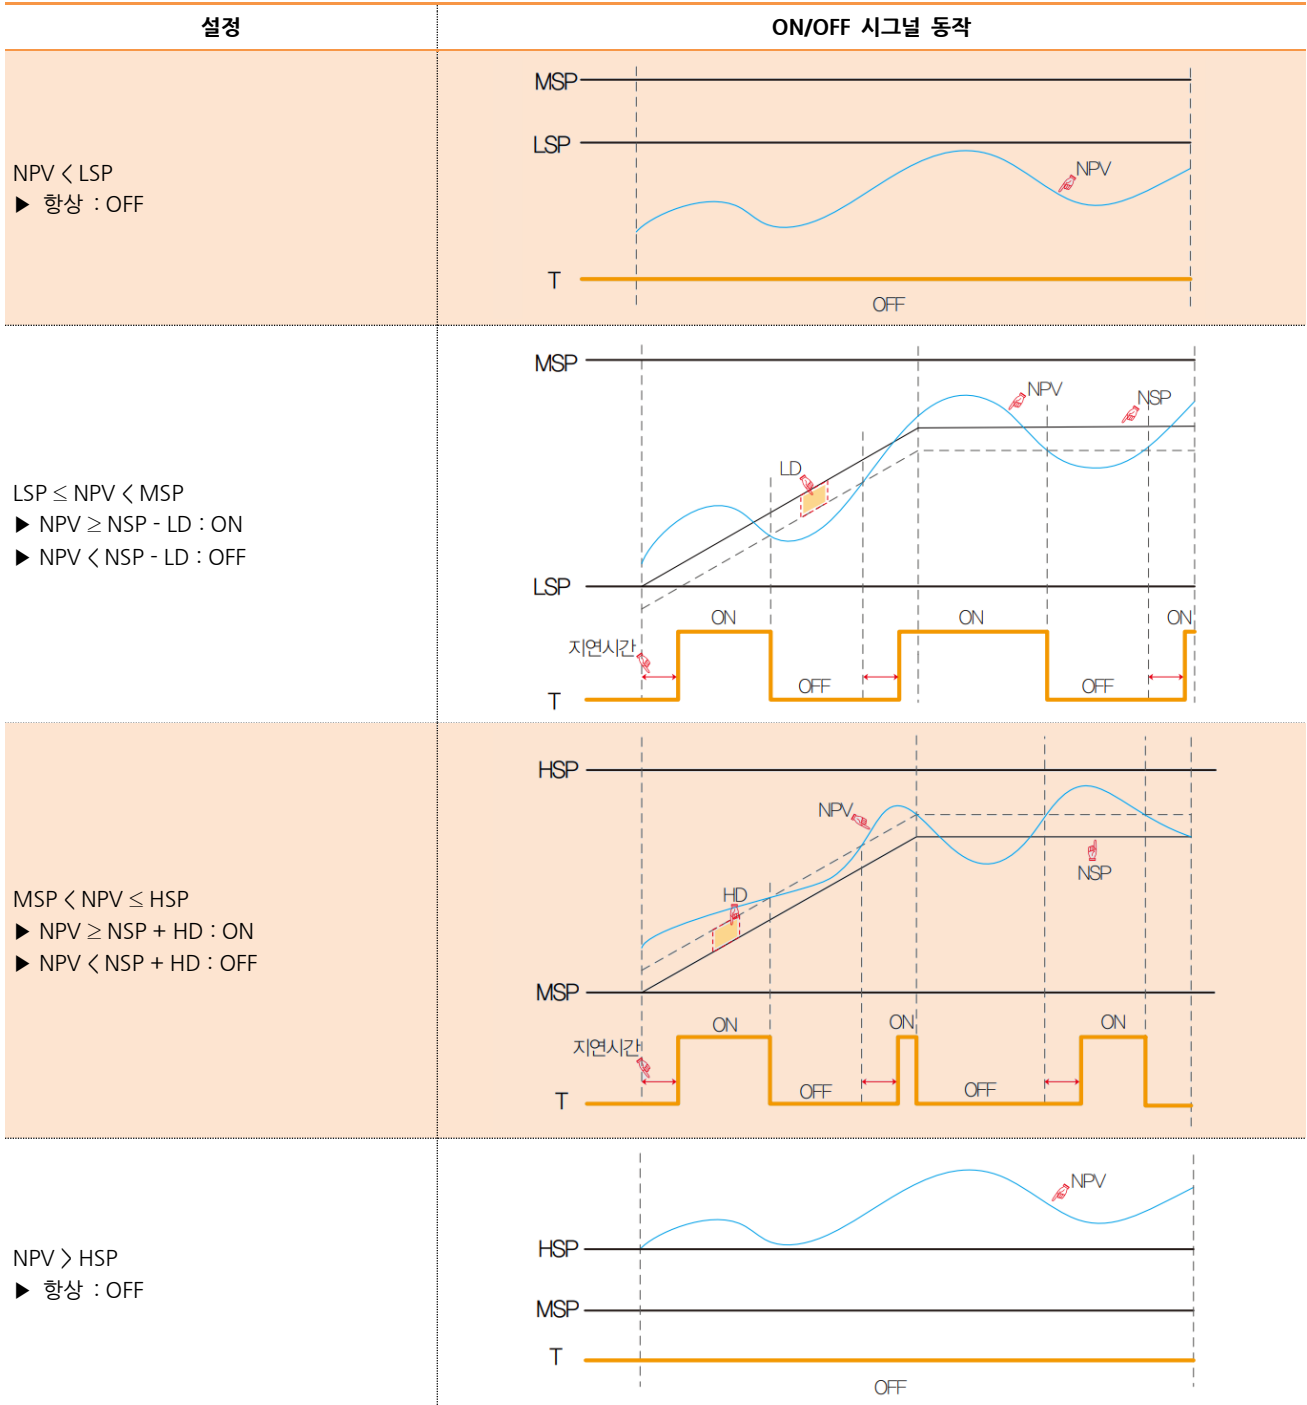 설정
ON/OFF 시그널 동작
NPV < LSP
▶ 항상 : OFF
MSP
LSP
NPV
T
OFF
LSP ≤ NPV < MSP
▶ NPV ≥ NSP - LD : ON
▶ NPV < NSP - LD : OFF
MSP
NPV
NSP
LD
LSP
ON
ON
ON
지연시간
OFF
OFF
T
MSP < NPV ≤ HSP
▶ NPV ≥ NSP + HD : ON
▶ NPV < NSP + HD : OFF
HSP
NPV
NSP
HD
MSP
ON
ON
ON
지연시간
OFF
OFF
T
NPV > HSP
▶ 항상 : OFF
NPV
HSP
MSP
T
OFF